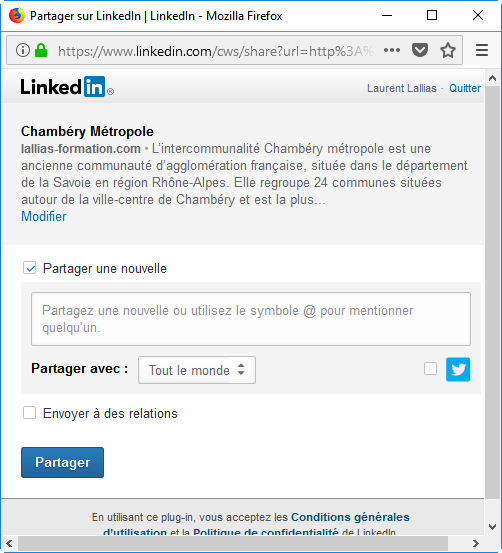 Partager sur LinkedIn | LinkedIn - Mozilla Firefox
https://www.linkedin.com/cws/share?url=http%3A%
LinkedIn®
Laurent Lallias · Quitter
Chambéry Métropole
lallias-formation.com • L'intercommunalité Chambéry métropole est une
ancienne communauté d'agglomération française, située dans le département
de la Savoie en région Rhône-Alpes. Elle regroupe 24 communes situées
autour de la ville-centre de Chambéry et est la plus...
Modifier
Partager une nouvelle
Partagez une nouvelle ou utilisez le symbole @ pour mentionner
quelqu'un.
Partager avec :
Tout le monde
Envoyer à des relations
Partager
En utilisant ce plug-in, vous acceptez les Conditions générales
d'utilisation et la Politique de confidentialité de LinkedIn